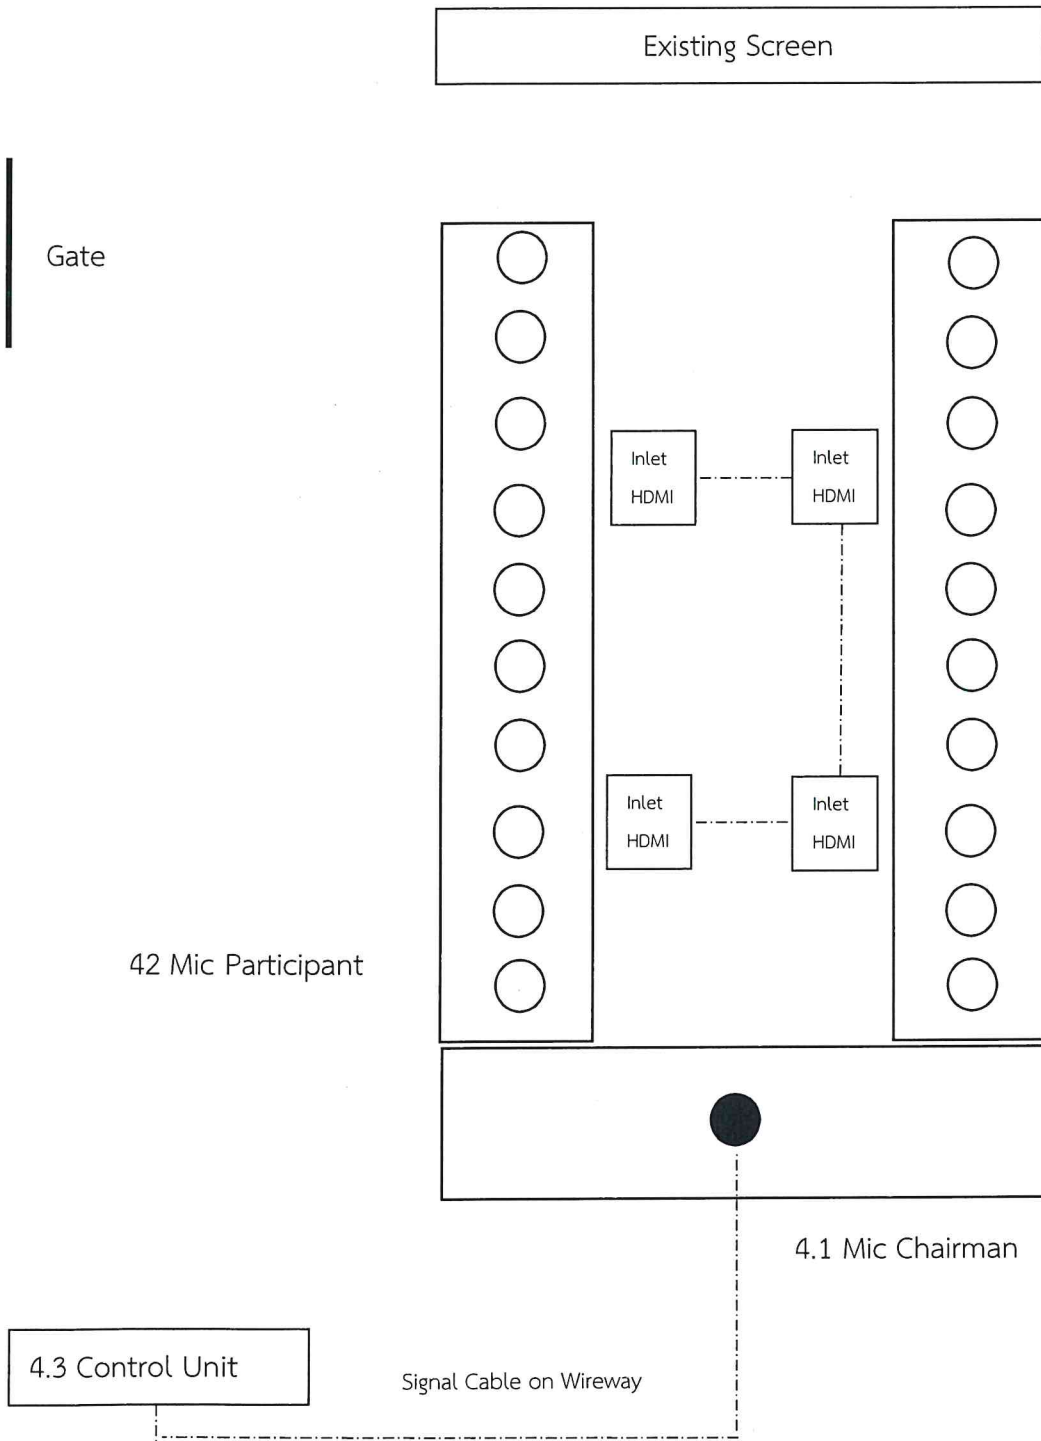 Existing Screen
Gate
Inlet
HDMI
Inlet
HDMI
Inlet
HDMI
Inlet
HDMI
42 Mic Participant
4.1 Mic Chairman
4.3 Control Unit
Signal Cable on Wireway